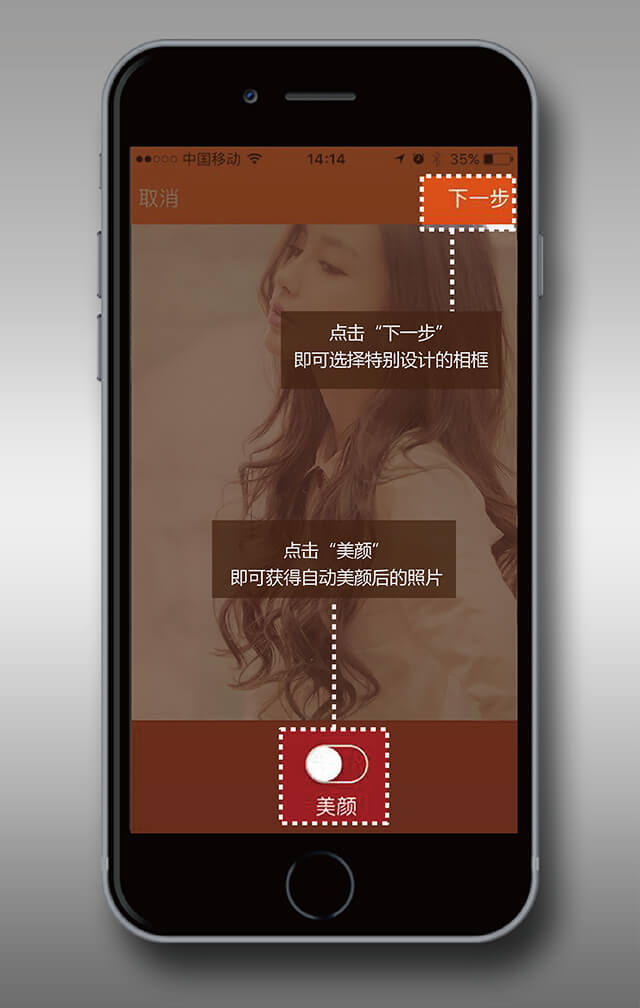 中国移动 14:14 35%
取消 下一步
点击“下一步”
即可选择特别设计的相框
点击“美颜”
即可获得自动美颜后的照片
美颜